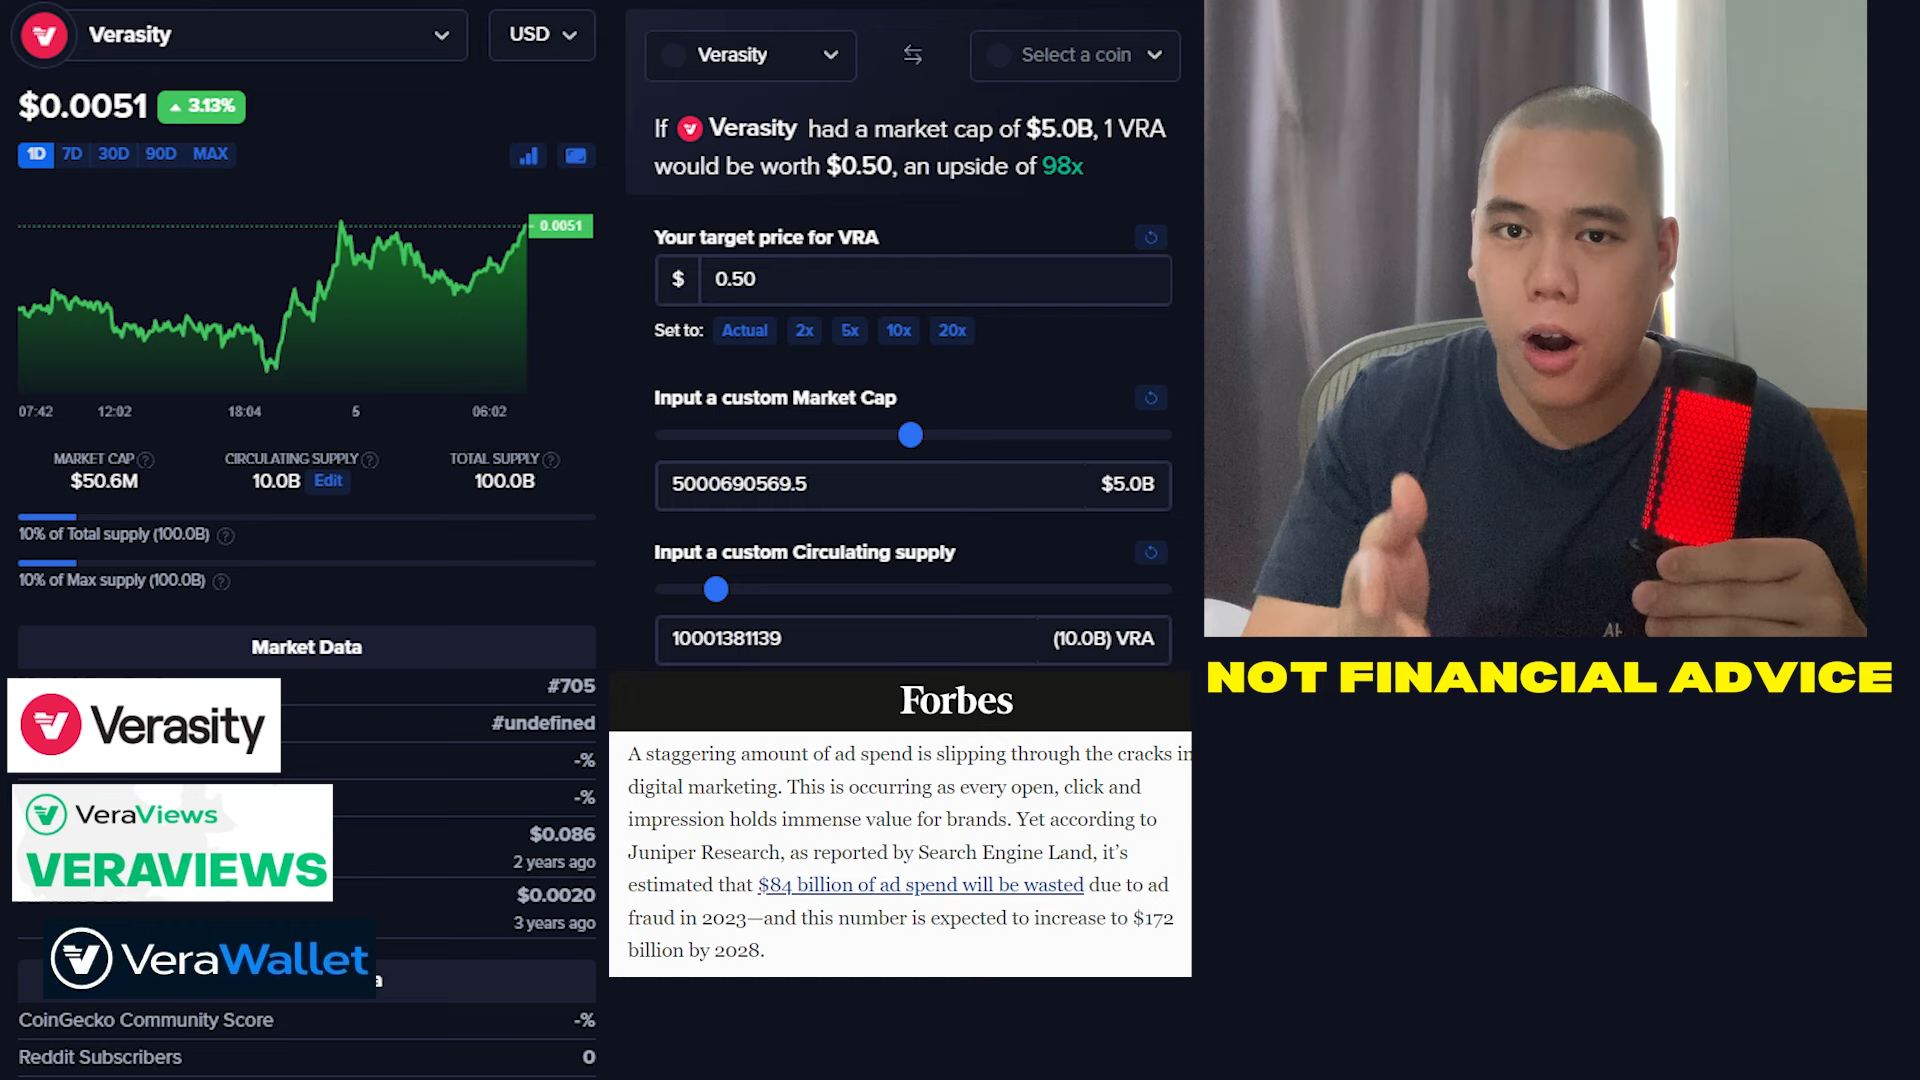 Verasity
USD
$0.0051
3.13%
1D 7D 30D 90D MAX
0.0051
07:42 12:02 18:04 5 06:02
MARKET CAP CIRCULATING SUPPLY TOTAL SUPPLY
$50.6M 10.0B Edit 100.0B
10% of Total supply (100.0B)
10% of Max supply (100.0B)
Market Data
#705
#undefined
-%
-%
$0.086
2 years ago
$0.0020
3 years ago
Verasity
VeraViews
VERAVIEWS
VeraWallet
a
CoinGecko Community Score -%
Reddit Subscribers 0
Verasity
Select a coin
If Verasity had a market cap of $5.0B, 1 VRA
would be worth $0.50, an upside of 98x
Your target price for VRA
$ 0.50
Set to: Actual 2x 5x 10x 20x
Input a custom Market Cap
5000690569.5 $5.0B
Input a custom Circulating supply
10001381139 (10.0B) VRA
Forbes
A staggering amount of ad spend is slipping through the cracks in
digital marketing. This is occurring as every open, click and
impression holds immense value for brands. Yet according to
Juniper Research, as reported by Search Engine Land, it’s
estimated that $84 billion of ad spend will be wasted due to ad
fraud in 2023—and this number is expected to increase to $172
billion by 2028.
NOT FINANCIAL ADVICE